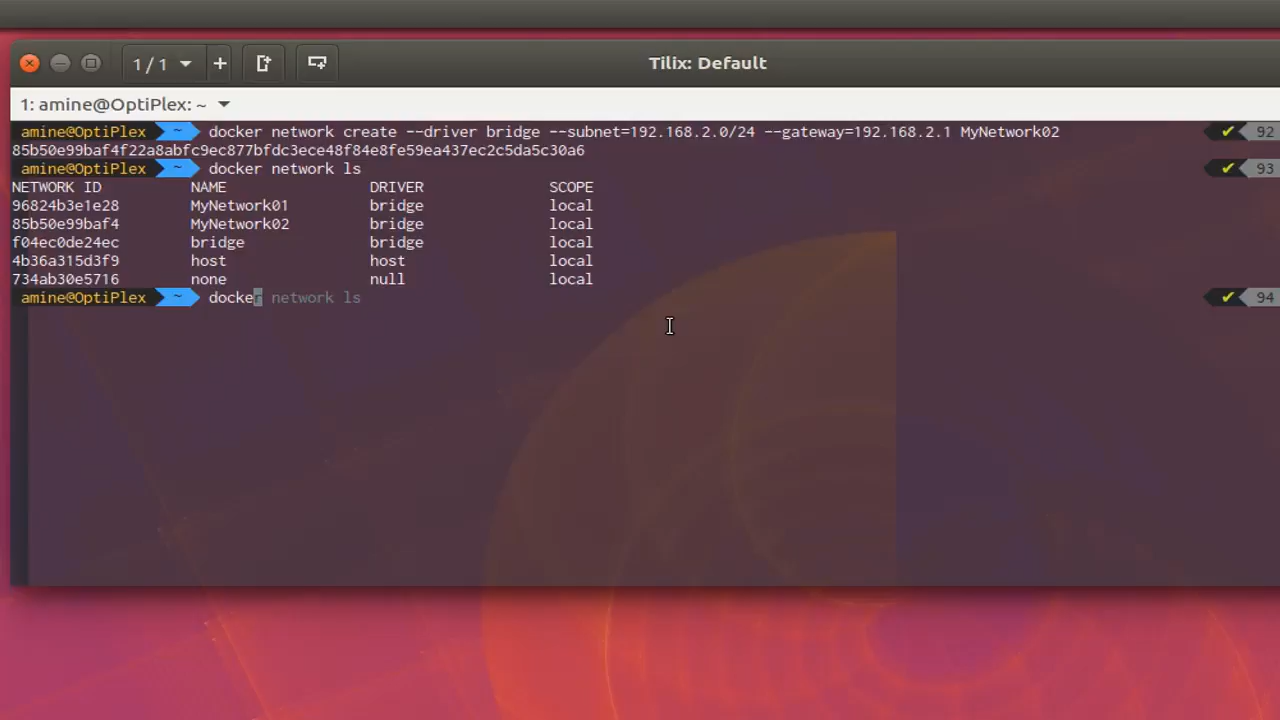 1 / 1
Tilix: Default
1: amine@OptiPlex: ~
amine@OptiPlex ~ docker network create --driver bridge --subnet=192.168.2.0/24 --gateway=192.168.2.1 MyNetwork02 ✔ 92
85b50e99baf4f22a8abfc9ec877bfdc3ece48f84e8fe59ea437ec2c5da5c30a6
amine@OptiPlex ~ docker network ls ✔ 93
NETWORK ID NAME DRIVER SCOPE
96824b3e1e28 MyNetwork01 bridge local
85b50e99baf4 MyNetwork02 bridge local
f04ec0de24ec bridge bridge local
4b36a315d3f9 host host local
734ab30e5716 none null local
amine@OptiPlex ~ docker network ls ✔ 94